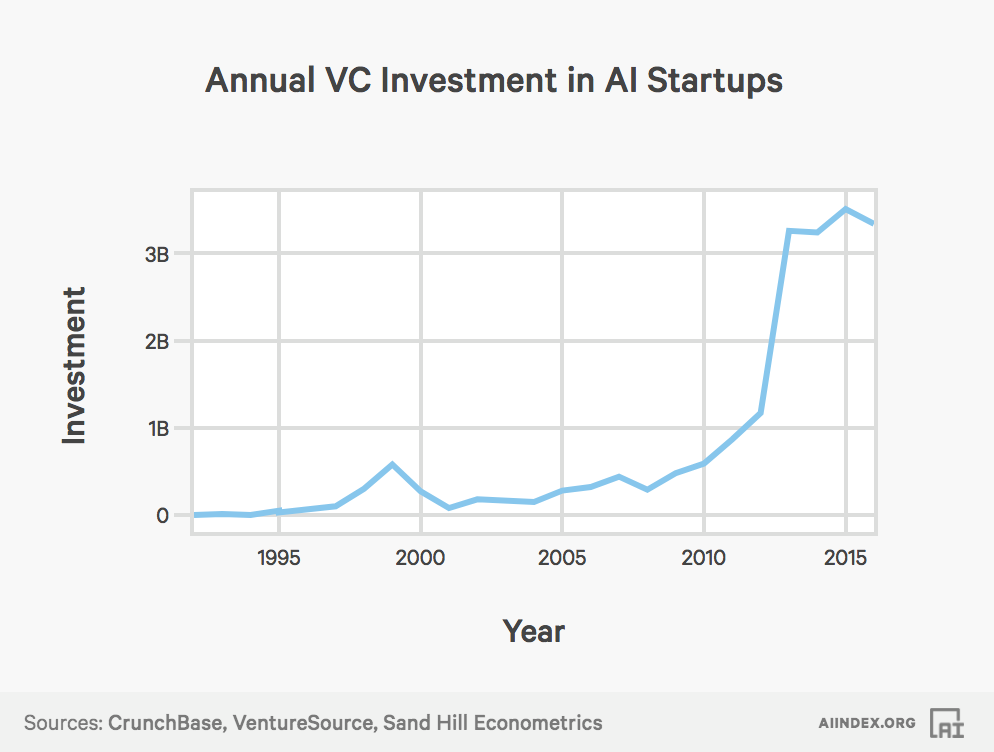 Annual VC Investment in AI Startups
Investment
3B
2B
1B
0
1995 2000 2005 2010 2015
Year
Sources: CrunchBase, VentureSource, Sand Hill Econometrics
AIINDEX.ORG AI